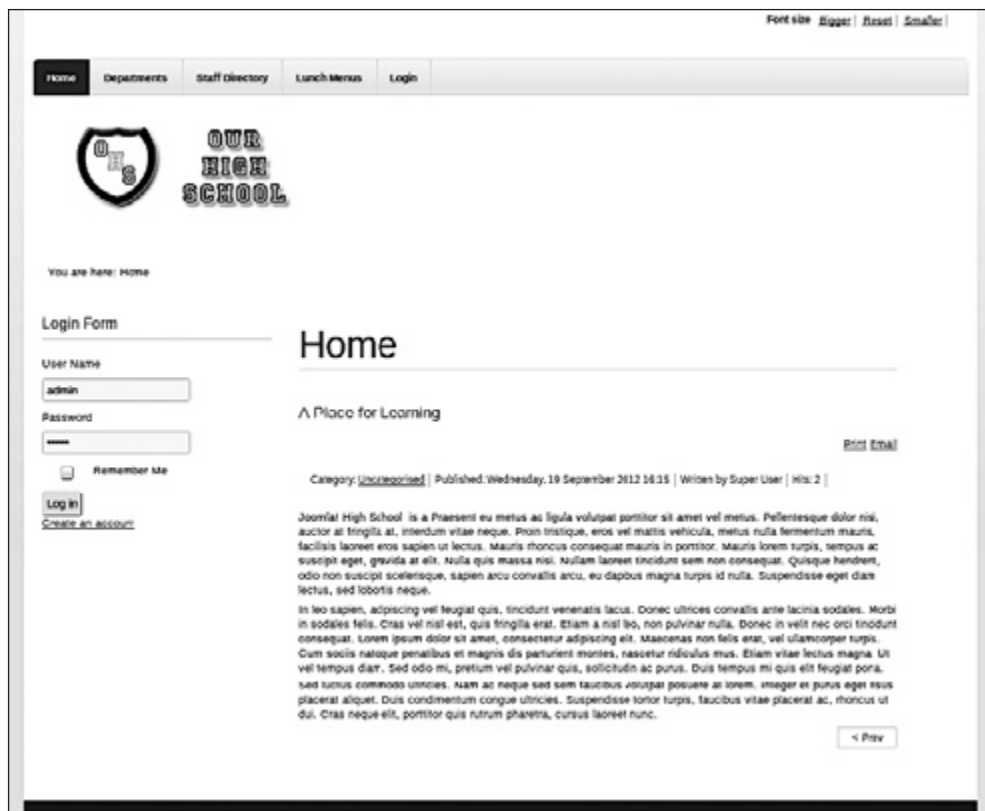 Font size Bigger | Reset | Smaller |
Home Departments Staff Directory Lunch Menus Login
OHS
OUR
HIGH
SCHOOL
You are here: Home
Login Form
Home
User Name
admin
A Place for Learning
Password
Print Email
Remember Me
Category: Uncategorised | Published: Wednesday, 19 September 2012 16:15 | Written by Super User | Hits: 2 |
Log in
Create an account
Joomla! High School is a Praesent eu metus ac ligula volutpat porttitor sit amet vel metus. Pellentesque dolor nisi,
auctor at fringilla at, interdum vitae neque. Proin tristique, eros vel mattis vehicula, metus nulla fermentum mauris,
facilisis laoreet eros sapien ut lectus. Mauris rhoncus consequat mauris in porttitor. Mauris lorem turpis, tempus ac
suscipit eget, gravida at elit. Nulla quis massa nisi. Nullam laoreet tincidunt sem non consequat. Quisque hendrerit,
odio non suscipit scelerisque, sapien arcu convallis arcu, eu dapibus magna turpis id nulla. Suspendisse eget diam
lectus, sed lobortis neque.
In leo sapien, adipiscing vel feugiat quis, tincidunt venenatis lacus. Donec ultrices convallis ante lacinia sodales. Morbi
in sodales felis. Cras vel nisl est, quis fringilla erat. Etiam a nisl leo, non pulvinar nulla. Donec in velit nec orci tincidunt
consequat. Lorem ipsum dolor sit amet, consectetur adipiscing elit. Maecenas non felis erat, vel ullamcorper turpis.
Cum sociis natoque penatibus et magnis dis parturient montes, nascetur ridiculus mus. Etiam vitae lectus magna. Ut
vel tempus diam. Sed odio mi, pretium vel pulvinar quis, sollicitudin ac purus. Duis tempus mi quis elit feugiat porta.
Sed luctus commodo ultricies. Nam ac neque sed sem faucibus volutpat posuere at lorem. Integer et purus eget risus
placerat aliquet. Duis condimentum congue ultricies. Suspendisse tortor turpis, faucibus vitae placerat ac, rhoncus ut
dui. Cras neque elit, porttitor quis rutrum pharetra, cursus laoreet nunc.
< Prev